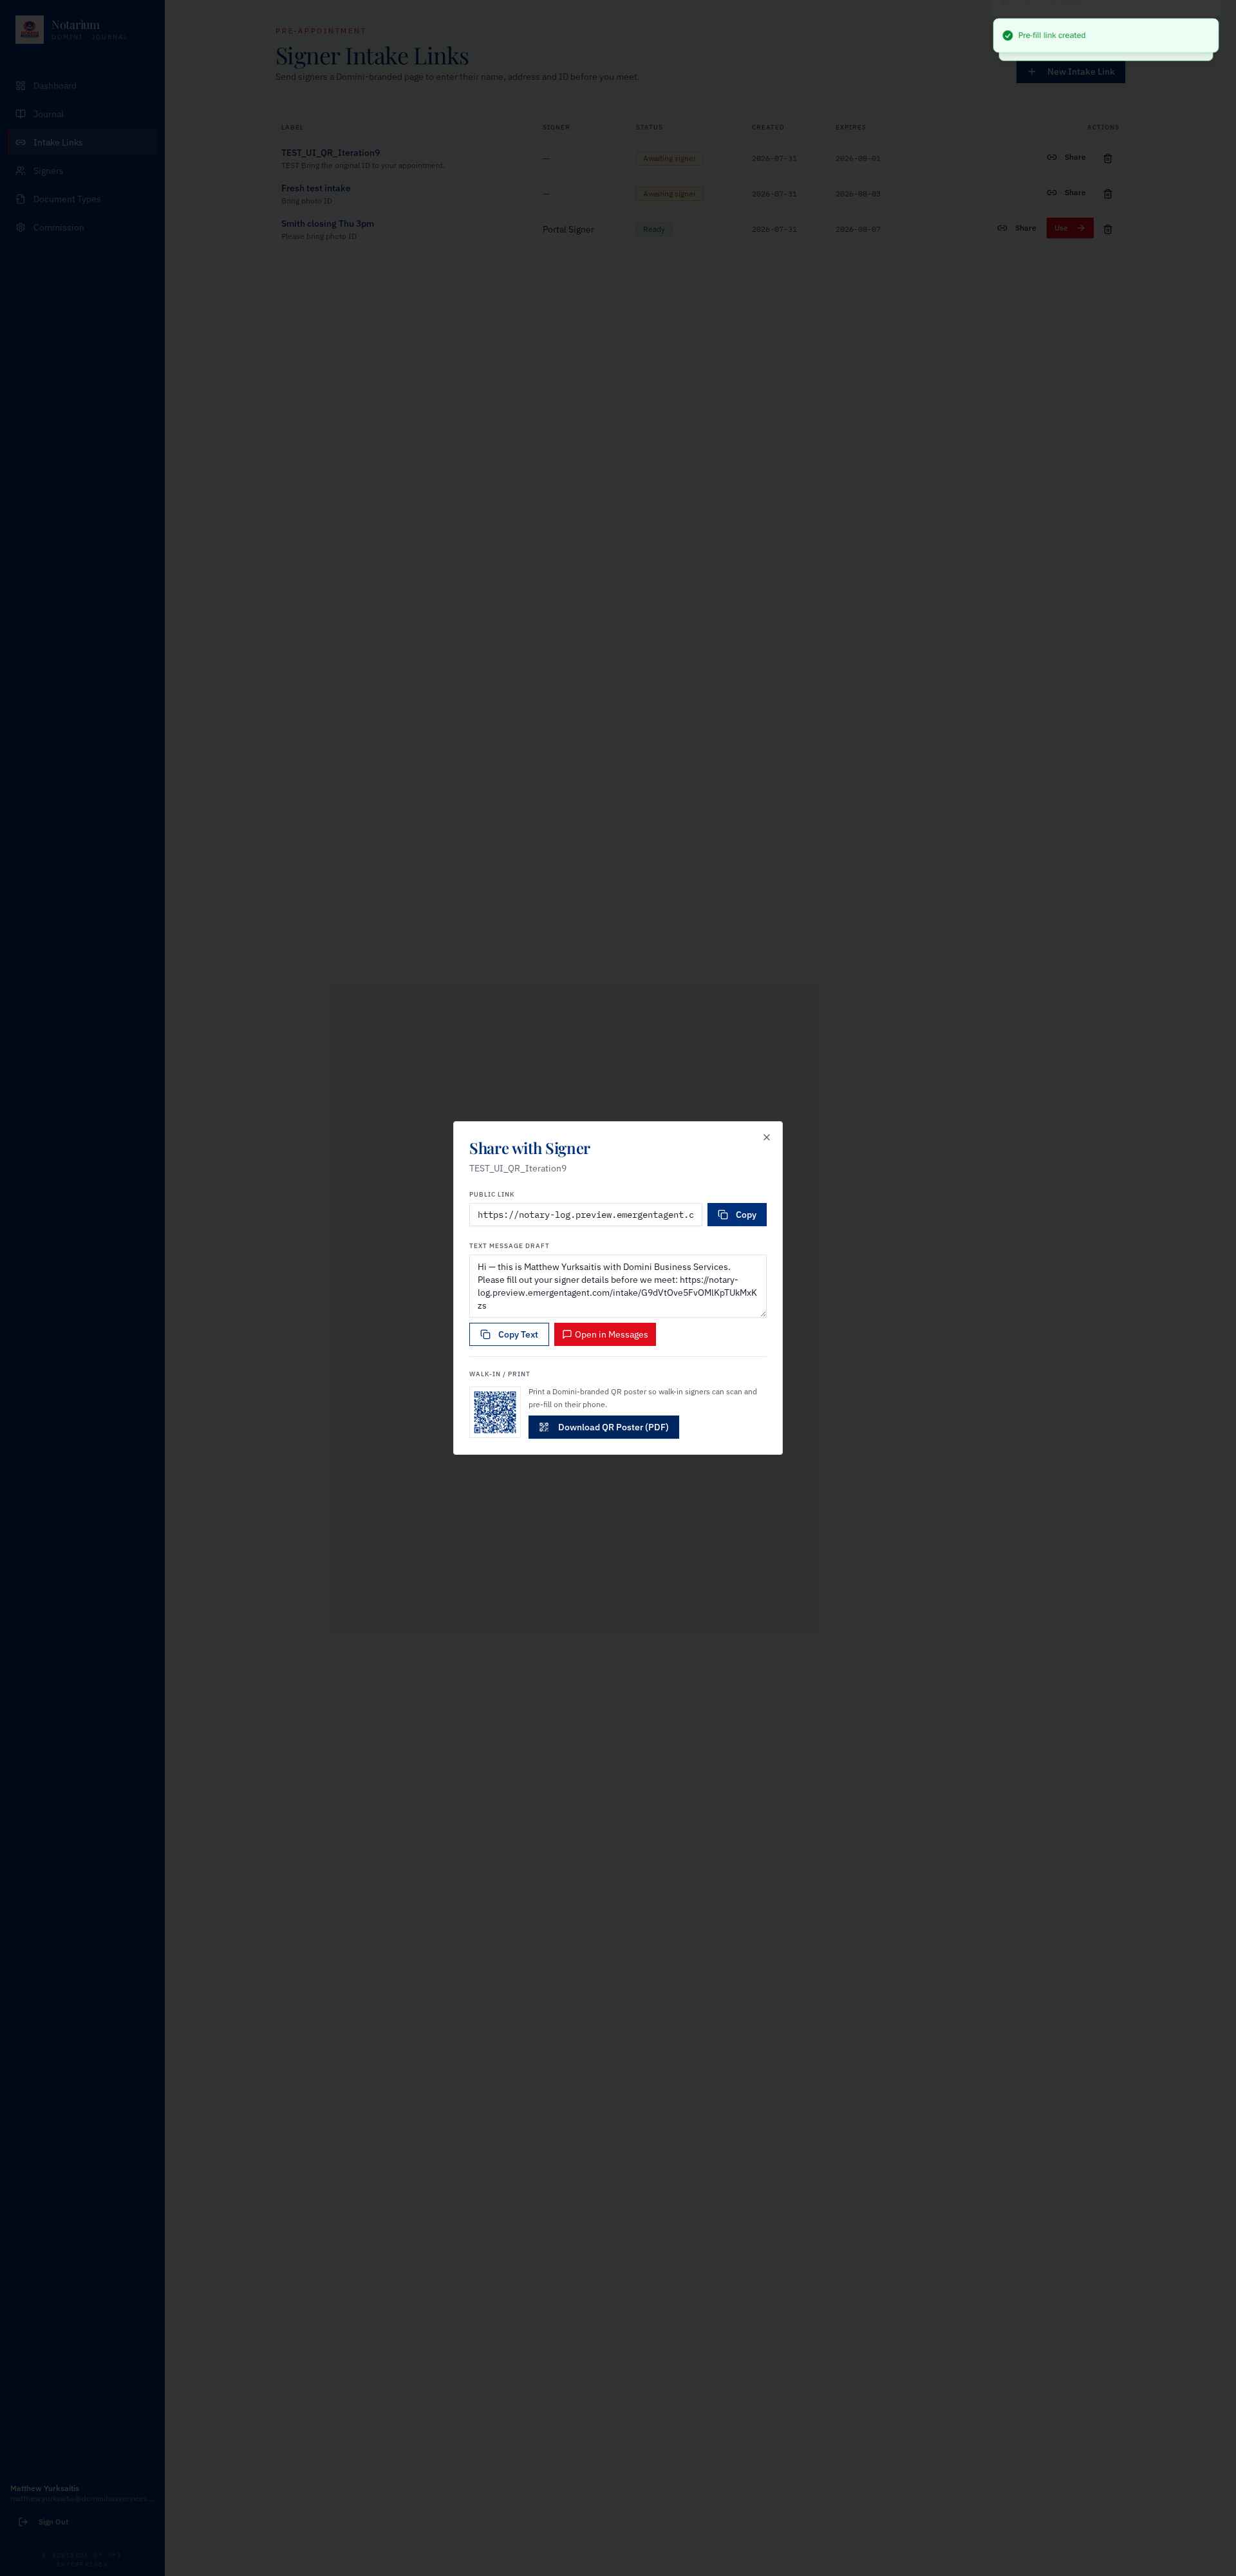 Notarium
DOMINI · JOURNAL
Dashboard
Journal
Intake Links
Signers
Document Types
Commission
PRE-APPOINTMENT
Signer Intake Links
Send signers a Domini-branded page to enter their name, address and ID before you meet.
Pre-fill link created
New Intake Link
LABEL SIGNER STATUS CREATED EXPIRES ACTIONS
TEST_UI_QR_Iteration9 — Awaiting signer 2026-07-31 Share
TEST Bring the original ID to your appointment.
Fresh test intake — Awaiting signer 2026-07-31 Share
Bring photo ID
Smith closing Thu 3pm Portal Signer Ready 2026-07-31 2026-08-07 Share Use
Please bring photo ID
Share with Signer
TEST_UI_QR_Iteration9
PUBLIC LINK
https://notary-log.preview.emergentagent.c Copy
TEXT MESSAGE DRAFT
Hi — this is Matthew Yurksaitis with Domini Business Services.
Please fill out your signer details before we meet: https://notary-
log.preview.emergentagent.com/intake/G9dVtOve5FvOMlKpTUkMxK
zs
Copy Text Open in Messages
WALK-IN / PRINT
Print a Domini-branded QR poster so walk-in signers can scan and
pre-fill on their phone.
Download QR Poster (PDF)
Matthew Yurksaitis
Sign Out